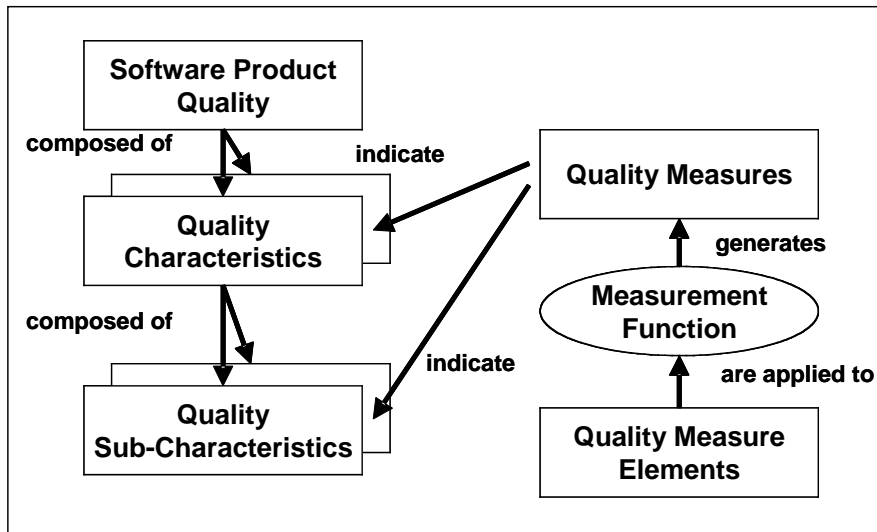 Software Product
Quality
composed of
indicate
Quality Measures
Quality
Characteristics
generates
Measurement
Function
composed of
indicate
are applied to
Quality
Sub-Characteristics
Quality Measure
Elements